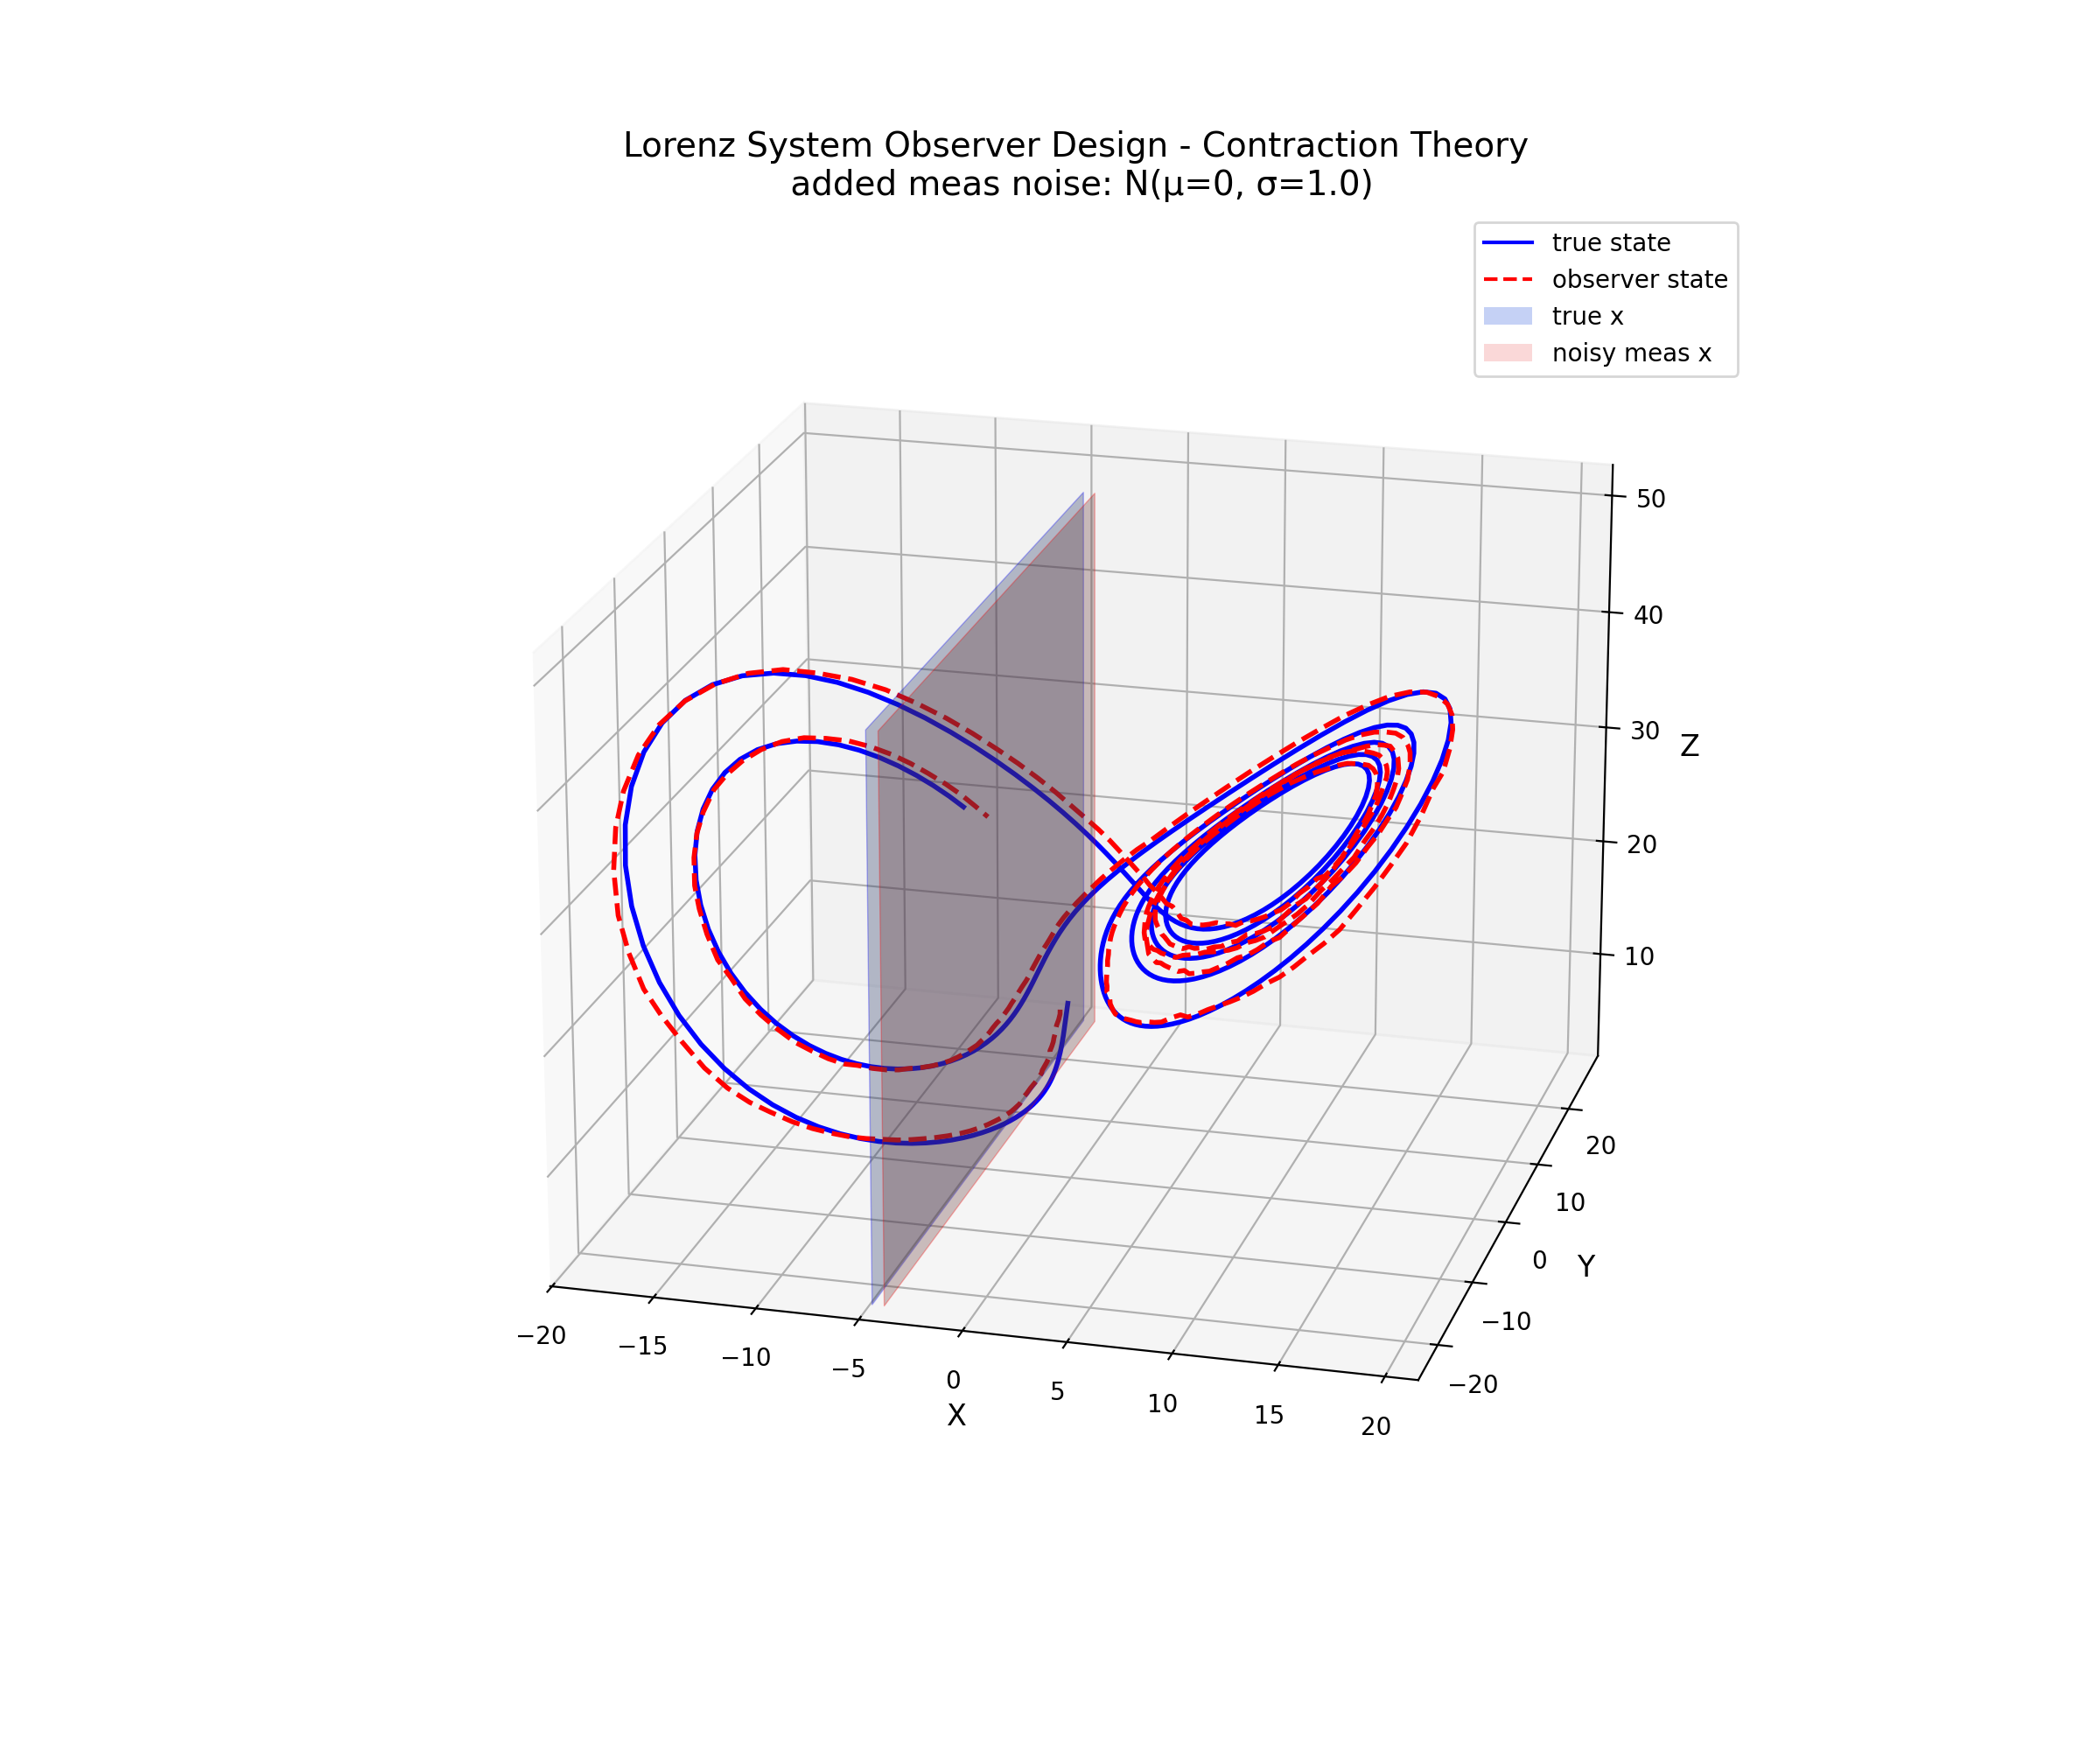 Lorenz System Observer Design - Contraction Theory
added meas noise: N(μ=0, σ=1.0)
true state
observer state
true x
noisy meas x
50
40
30
20
10
Z
20
10
0
−10
−20
Y
−20
−15
−10
−5
0
5
10
15
20
X